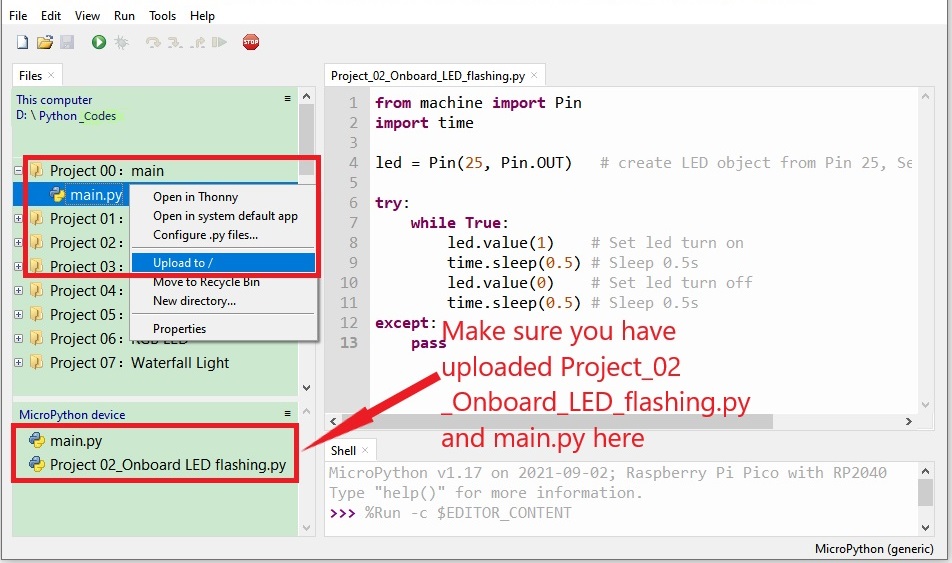 File Edit View Run Tools Help
STOP
Files ×
This computer ≡
D: \ Python _Codes
Project 00： main
main.py
Project 01：
Project 02：
Project 03：
Project 04：
Project 05：
Project 06： LED
Project 07： Waterfall Light
Open in Thonny
Open in system default app
Configure .py files...
Upload to /
Move to Recycle Bin
New directory...
Properties
MicroPython device ≡
main.py
Project 02_Onboard LED flashing.py
Project_02_Onboard_LED_flashing.py ×
1 from machine import Pin
2 import time
3
4 led = Pin(25, Pin.OUT) # create LED object from Pin 25, Se
5
6 try:
7 while True:
8 led.value(1) # Set led turn on
9 time.sleep(0.5) # Sleep 0.5s
10 led.value(0) # Set led turn off
11 time.sleep(0.5) # Sleep 0.5s
12 except:
13 pass
Make sure you have
uploaded Project_02
_Onboard_LED_flashing.py
and main.py here
Shell ×
MicroPython v1.17 on 2021-09-02; Raspberry Pi Pico with RP2040
Type "help()" for more information.
>>> %Run -c $EDITOR_CONTENT
MicroPython (generic)